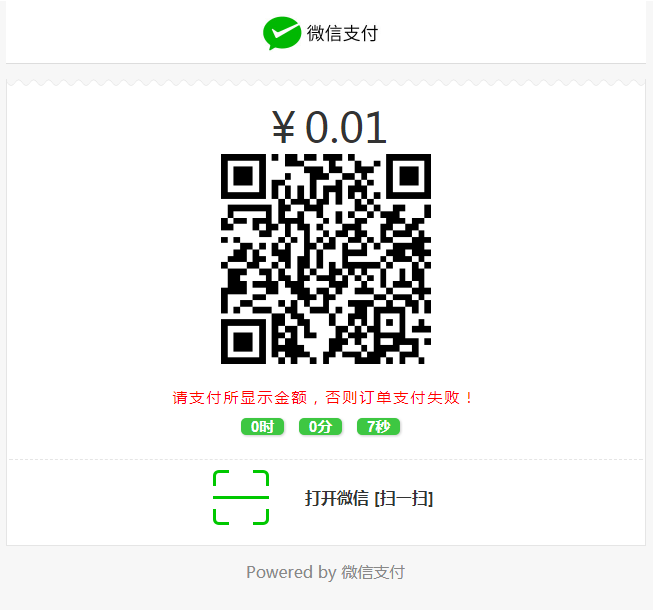 微信支付
¥ 0.01
请支付所显示金额，否则订单支付失败！
0时 0分 7秒
打开微信 [扫一扫]
Powered by 微信支付